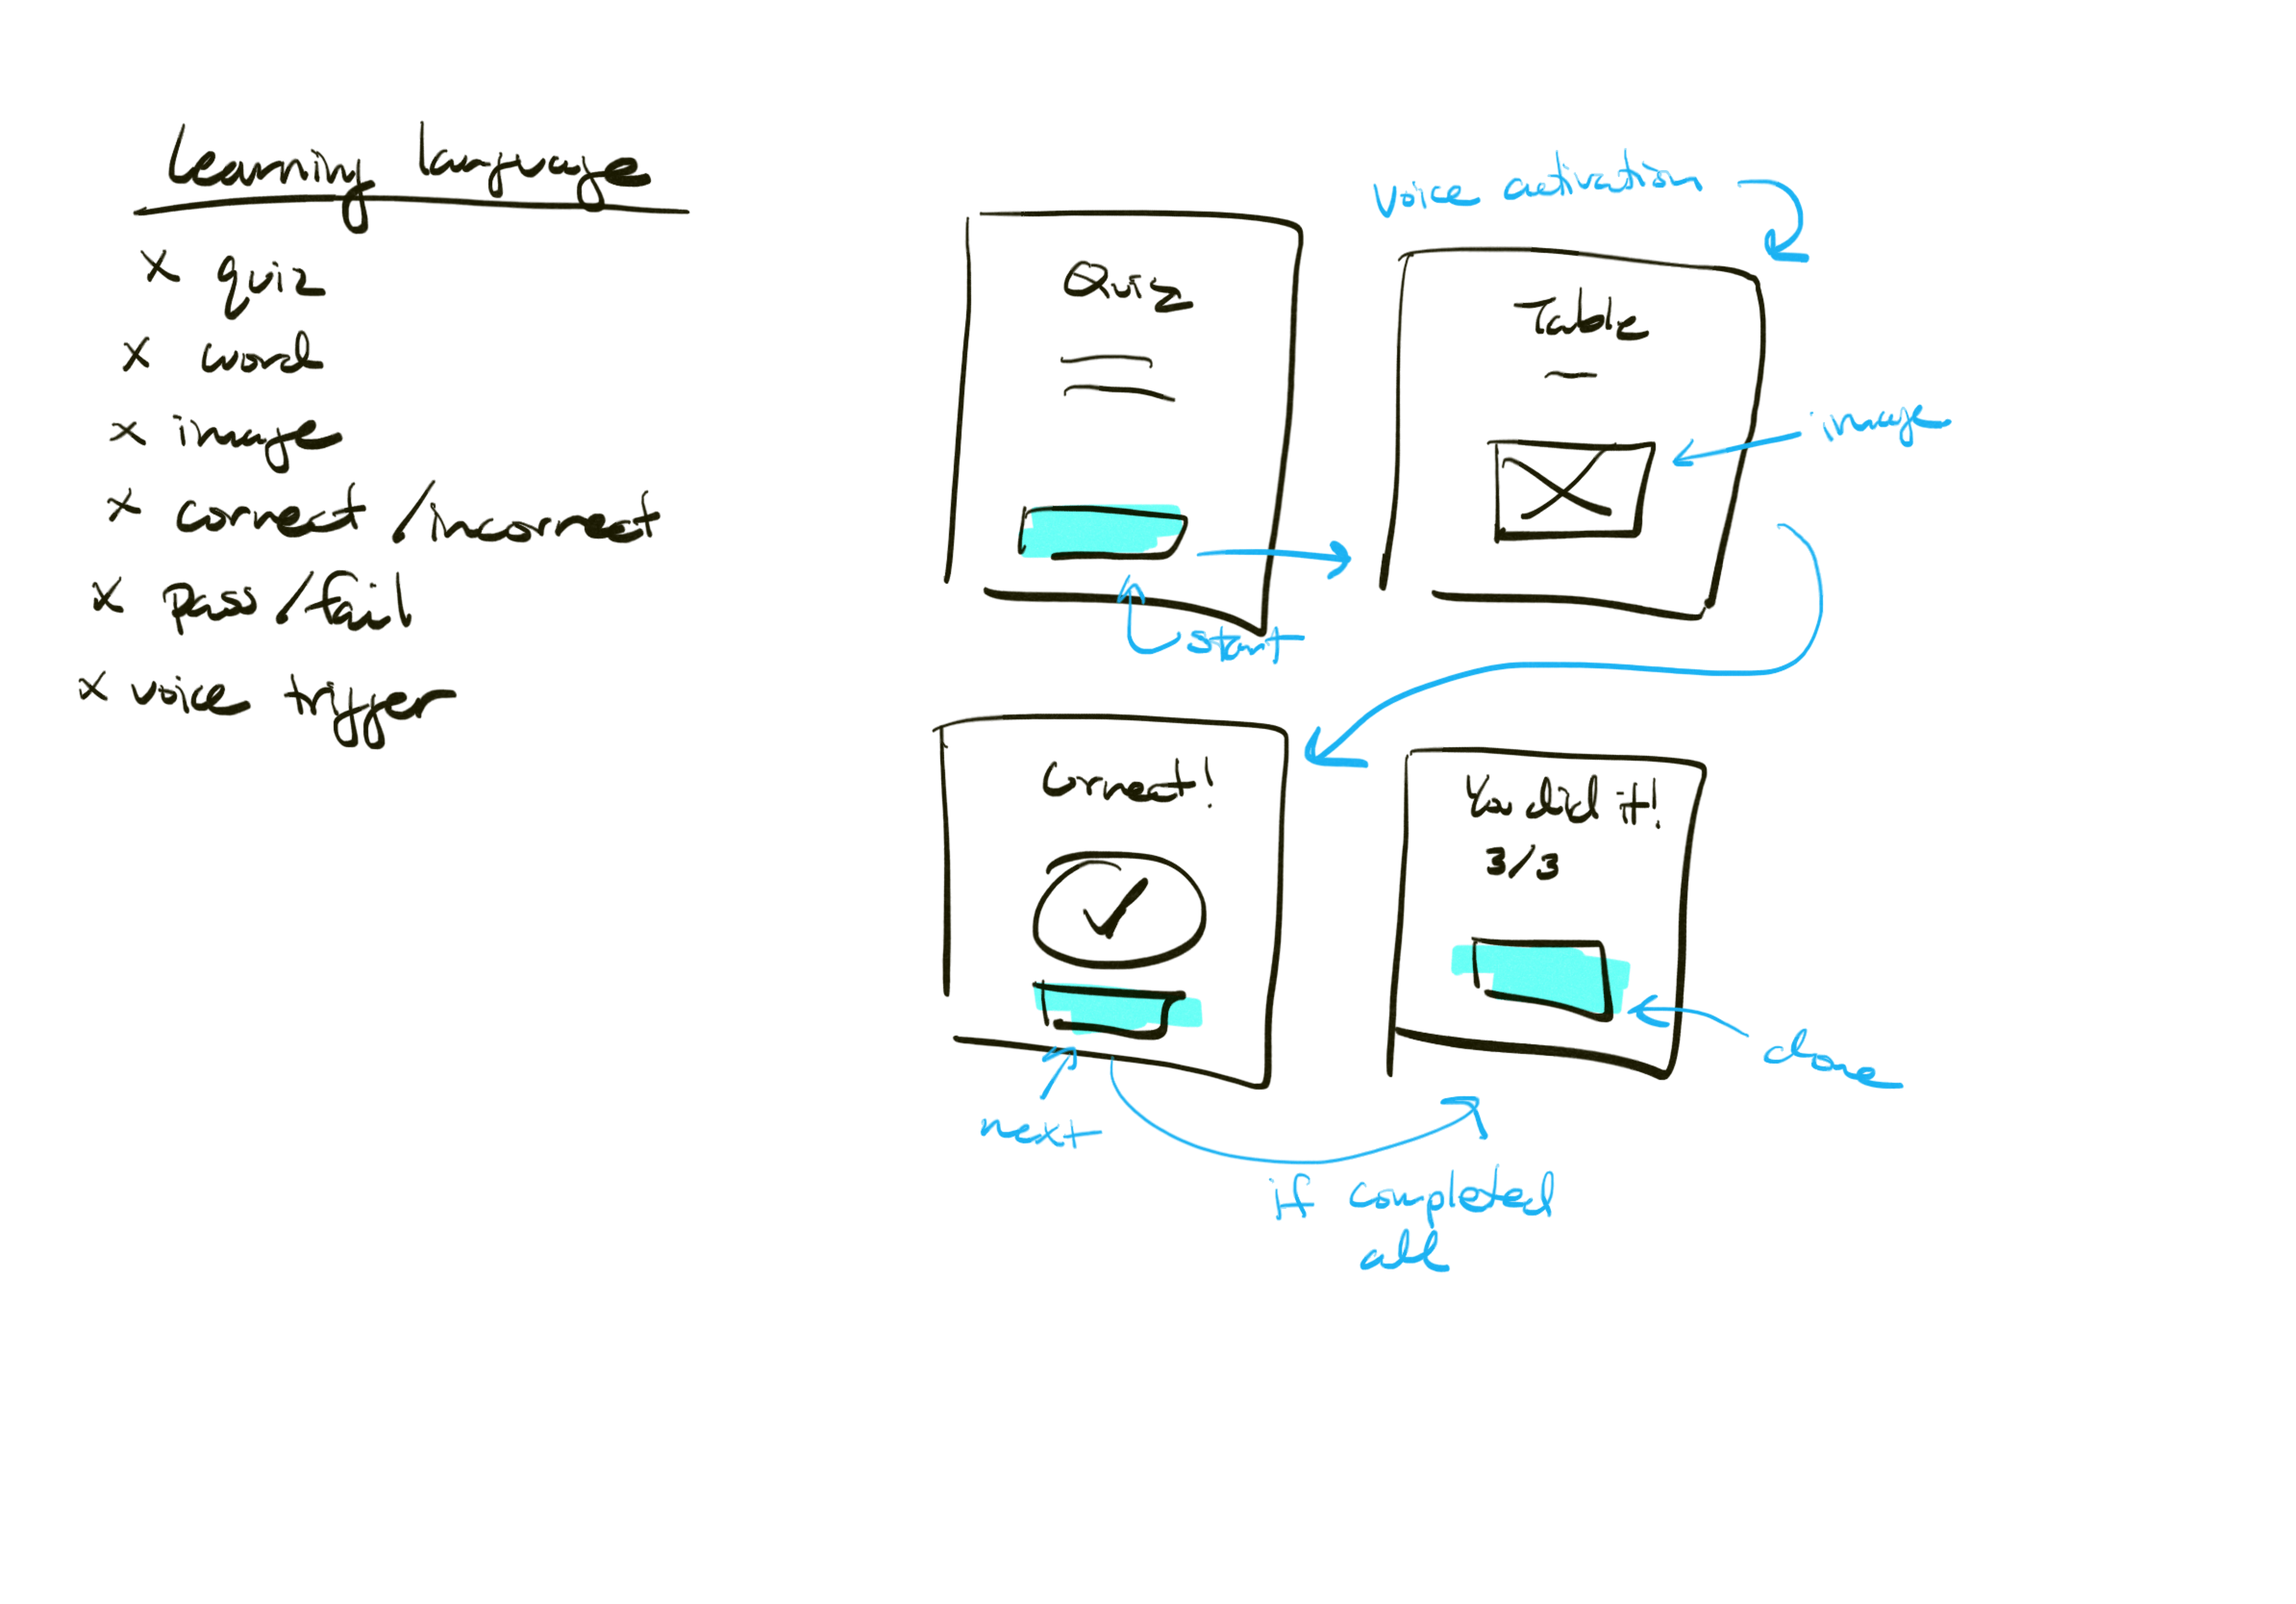 Learning language
x quiz
x word
x image
x correct/incorrect
x pass/fail
x voice trigger
Quiz
start
voice activation
Table
image
Correct!
next
if completed
all
You did it!
3/3
done